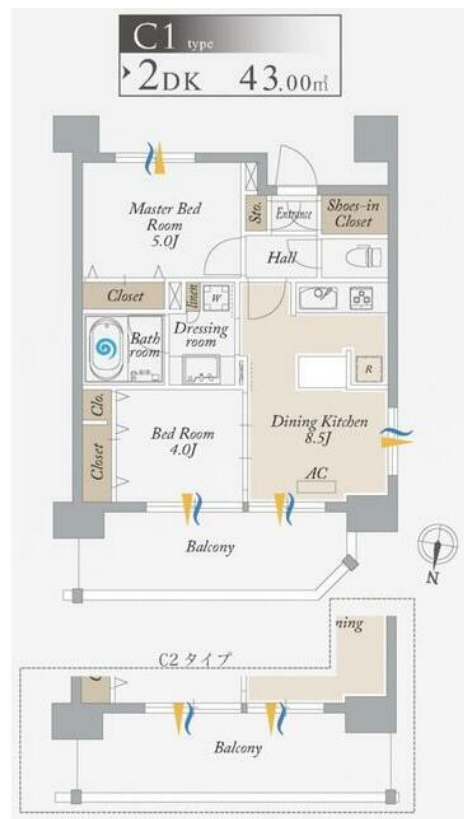 C1 type
2DK 43.00㎡
Master Bed
Room
5.0J
Sto.
Entrance
Shoes-in
Closet
Hall
Closet
linen
W
Dressing
room
Bath
room
R
Clo.
Closet
Bed Room
4.0J
Dining Kitchen
8.5J
AC
Balcony
N
ning
C2タイプ
C
Balcony